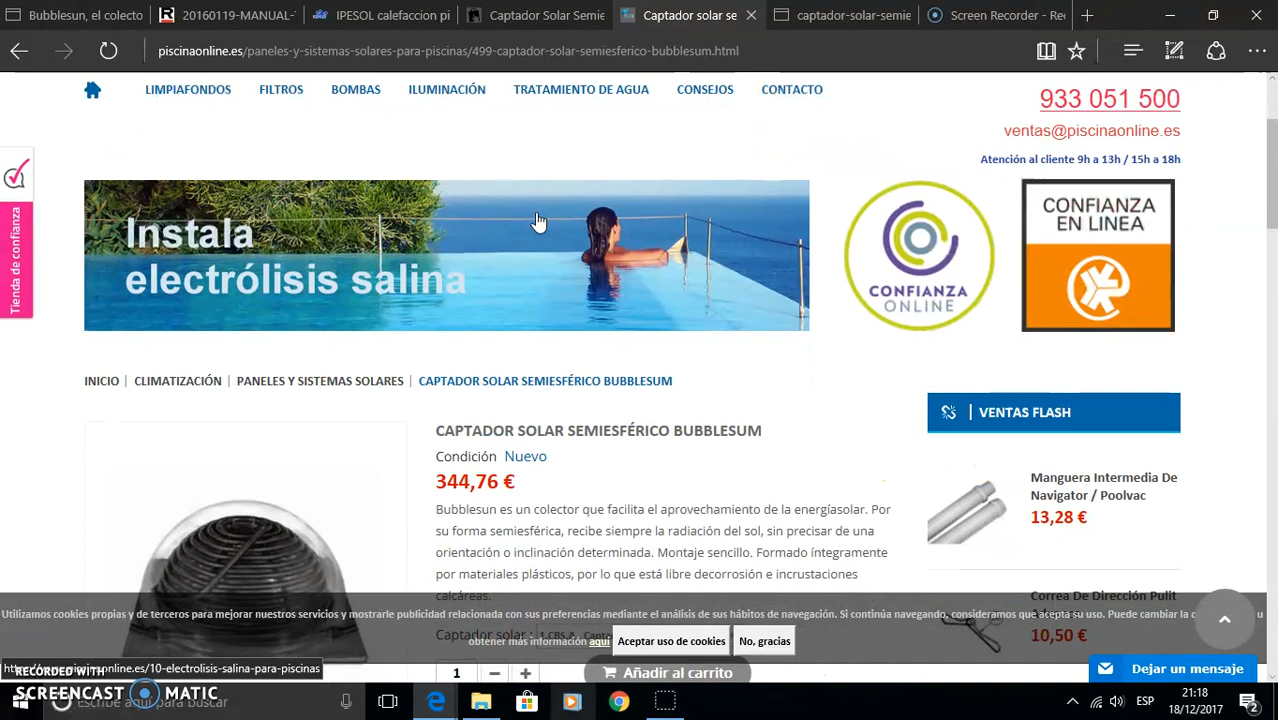 Bubblesun, el colecto
20160119-MANUAL-
IPESOL calefaccion pi
Captador Solar Semie
Captador solar se
captador-solar-semie
Screen Recorder - Rec
piscinaonline.es/paneles-y-sistemas-solares-para-piscinas/499-captador-solar-semiesferico-bubblesum.html
LIMPIAFONDOS FILTROS BOMBAS ILUMINACIÓN TRATAMIENTO DE AGUA CONSEJOS CONTACTO
933 051 500
ventas@piscinaonline.es
Atención al cliente 9h a 13h / 15h a 18h
Tienda de confianza
Instala
electrólisis salina
CONFIANZA
ONLINE
CONFIANZA
EN LINEA
INICIO | CLIMATIZACIÓN | PANELES Y SISTEMAS SOLARES | CAPTADOR SOLAR SEMIESFÉRICO BUBBLESUM
VENTAS FLASH
CAPTADOR SOLAR SEMIESFÉRICO BUBBLESUM
Condición Nuevo
344,76 €
Bubblesun es un colector que facilita el aprovechamiento de la energíasolar. Por
su forma semiesférica, recibe siempre la radiación del sol, sin precisar de una
orientación o inclinación determinada. Montaje sencillo. Formado íntegramente
por materiales plásticos, por lo que está libre decorrosión e incrustaciones
calcáreas.
Manguera Intermedia De
Navigator / Poolvac
13,28 €
Correa De Dirección Pulit
10,50 €
Utilizamos cookies propias y de terceros para mejorar nuestros servicios y mostrarle publicidad relacionada con sus preferencias mediante el análisis de sus hábitos de navegación. Si continúa navegando, consideramos que acepta su uso. Puede cambiar la
obtener más información aquí
Aceptar uso de cookies
No, gracias
Captador solar :
1
Añadir al carrito
Dejar un mensaje
RECORDED WITH
SCREENCAST MATIC
Escribe aquí para buscar
ESP
21:18
18/12/2017
2